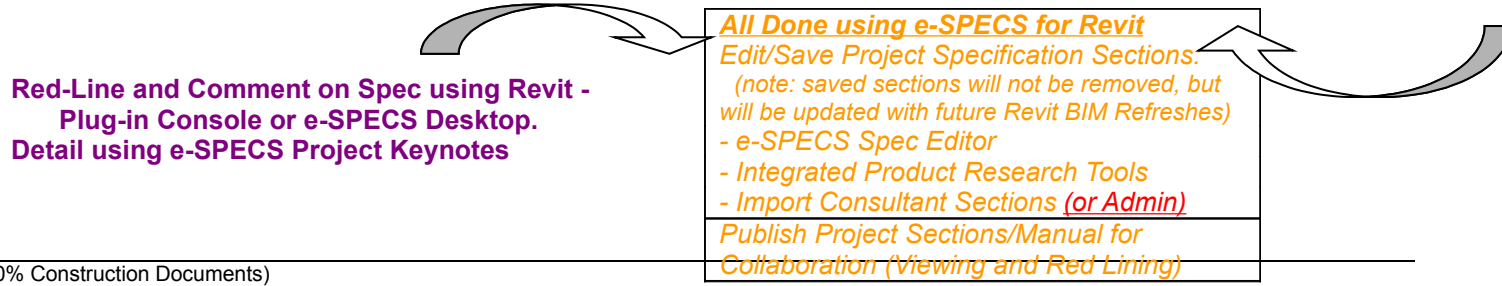 Red-Line and Comment on Spec using Revit -
Plug-in Console or e-SPECS Desktop.
Detail using e-SPECS Project Keynotes
All Done using e-SPECS for Revit
Edit/Save Project Specification Sections.
(note: saved sections will not be removed, but
will be updated with future Revit BIM Refreshes)
- e-SPECS Spec Editor
- Integrated Product Research Tools
- Import Consultant Sections (or Admin)
Publish Project Sections/Manual for
Collaboration (Viewing and Red Lining)
0% Construction Documents)